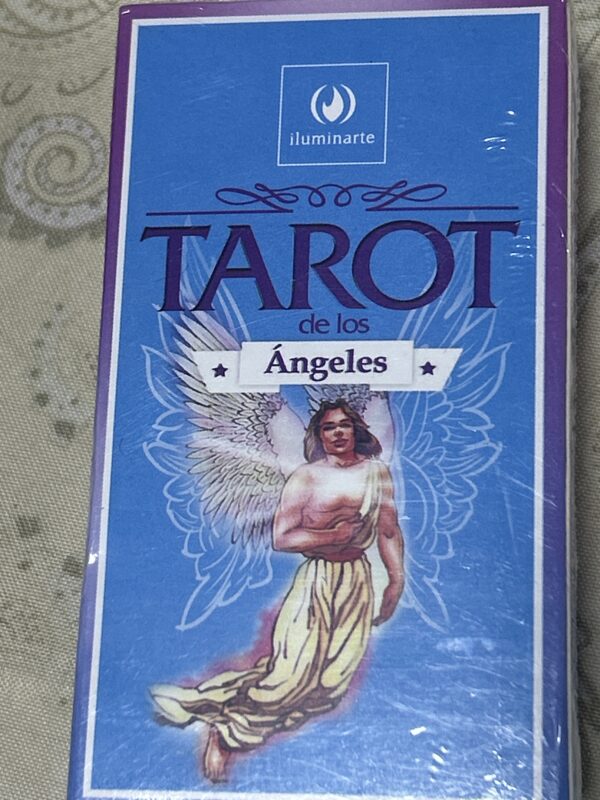 iluminarte
TAROT
de los
Ángeles